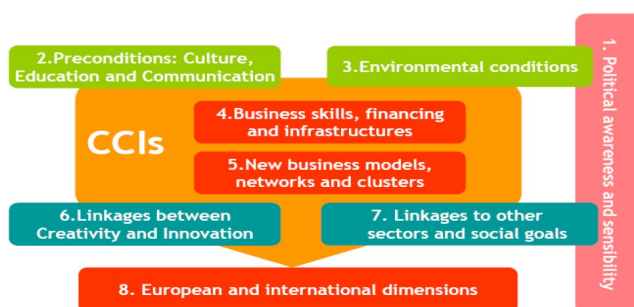 1. Political awareness and sensibility
2.Preconditions: Culture,
Education and Communication
3.Environmental conditions
CCIs
4.Business skills, financing
and infrastructures
5.New business models,
networks and clusters
6.Linkages between
Creativity and Innovation
7. Linkages to other
sectors and social goals
8. European and international dimensions